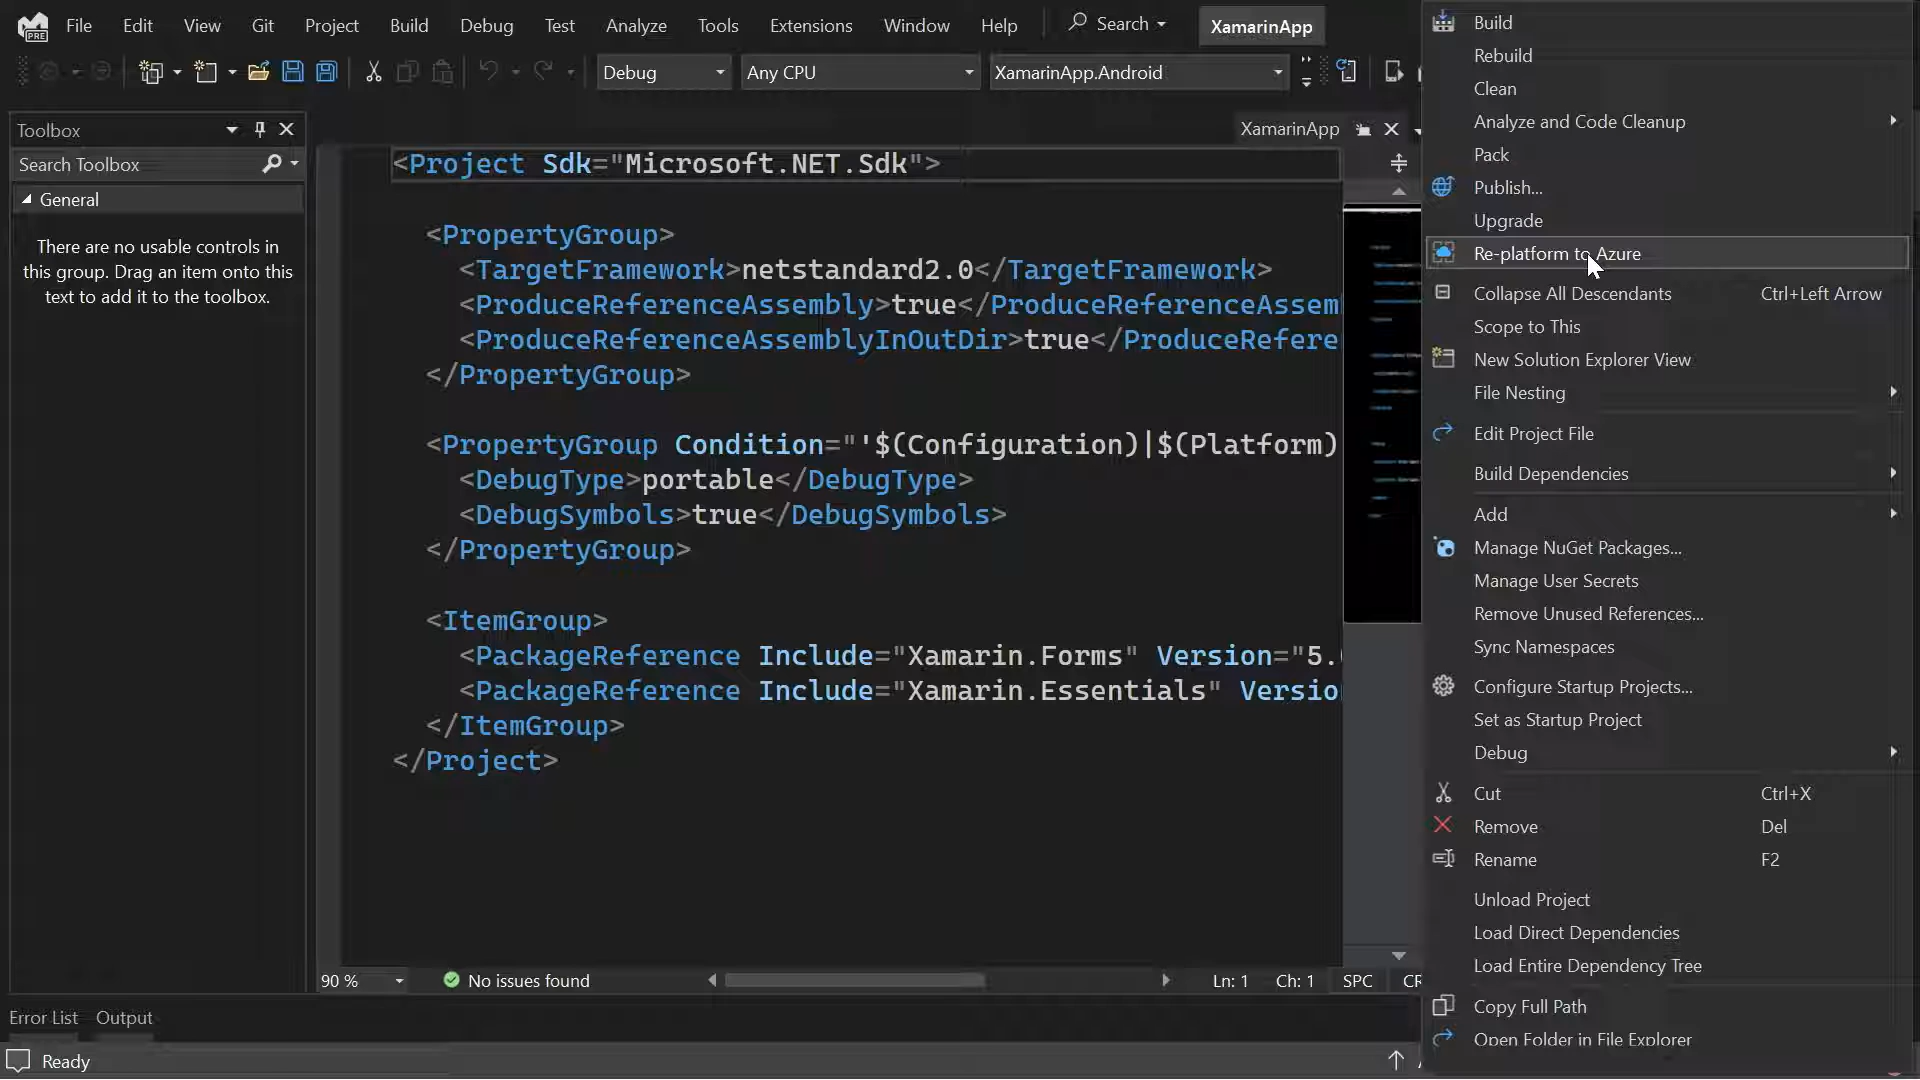 File Edit View Git Project Build Debug Test Analyze Tools Extensions Window Help Search XamarinApp
PRE
Debug Any CPU XamarinApp.Android
Toolbox
Search Toolbox
General
There are no usable controls in
this group. Drag an item onto this
text to add it to the toolbox.
XamarinApp
<Project Sdk="Microsoft.NET.Sdk">
<PropertyGroup>
<TargetFramework>netstandard2.0</TargetFramework>
<ProduceReferenceAssembly>true</ProduceReferenceAssem
<ProduceReferenceAssemblyInOutDir>true</ProduceRefere
</PropertyGroup>
<PropertyGroup Condition="'$(Configuration)|$(Platform)
<DebugType>portable</DebugType>
<DebugSymbols>true</DebugSymbols>
</PropertyGroup>
<ItemGroup>
<PackageReference Include="Xamarin.Forms" Version="5.
<PackageReference Include="Xamarin.Essentials" Versio
</ItemGroup>
</Project>
90 % No issues found Ln: 1 Ch: 1 SPC CR
Error List Output
Ready
Build
Rebuild
Clean
Analyze and Code Cleanup
Pack
Publish...
Upgrade
Re-platform to Azure
Collapse All Descendants Ctrl+Left Arrow
Scope to This
New Solution Explorer View
File Nesting
Edit Project File
Build Dependencies
Add
Manage NuGet Packages...
Manage User Secrets
Remove Unused References...
Sync Namespaces
Configure Startup Projects...
Set as Startup Project
Debug
Cut Ctrl+X
Remove Del
Rename F2
Unload Project
Load Direct Dependencies
Load Entire Dependency Tree
Copy Full Path
Open Folder in File Explorer